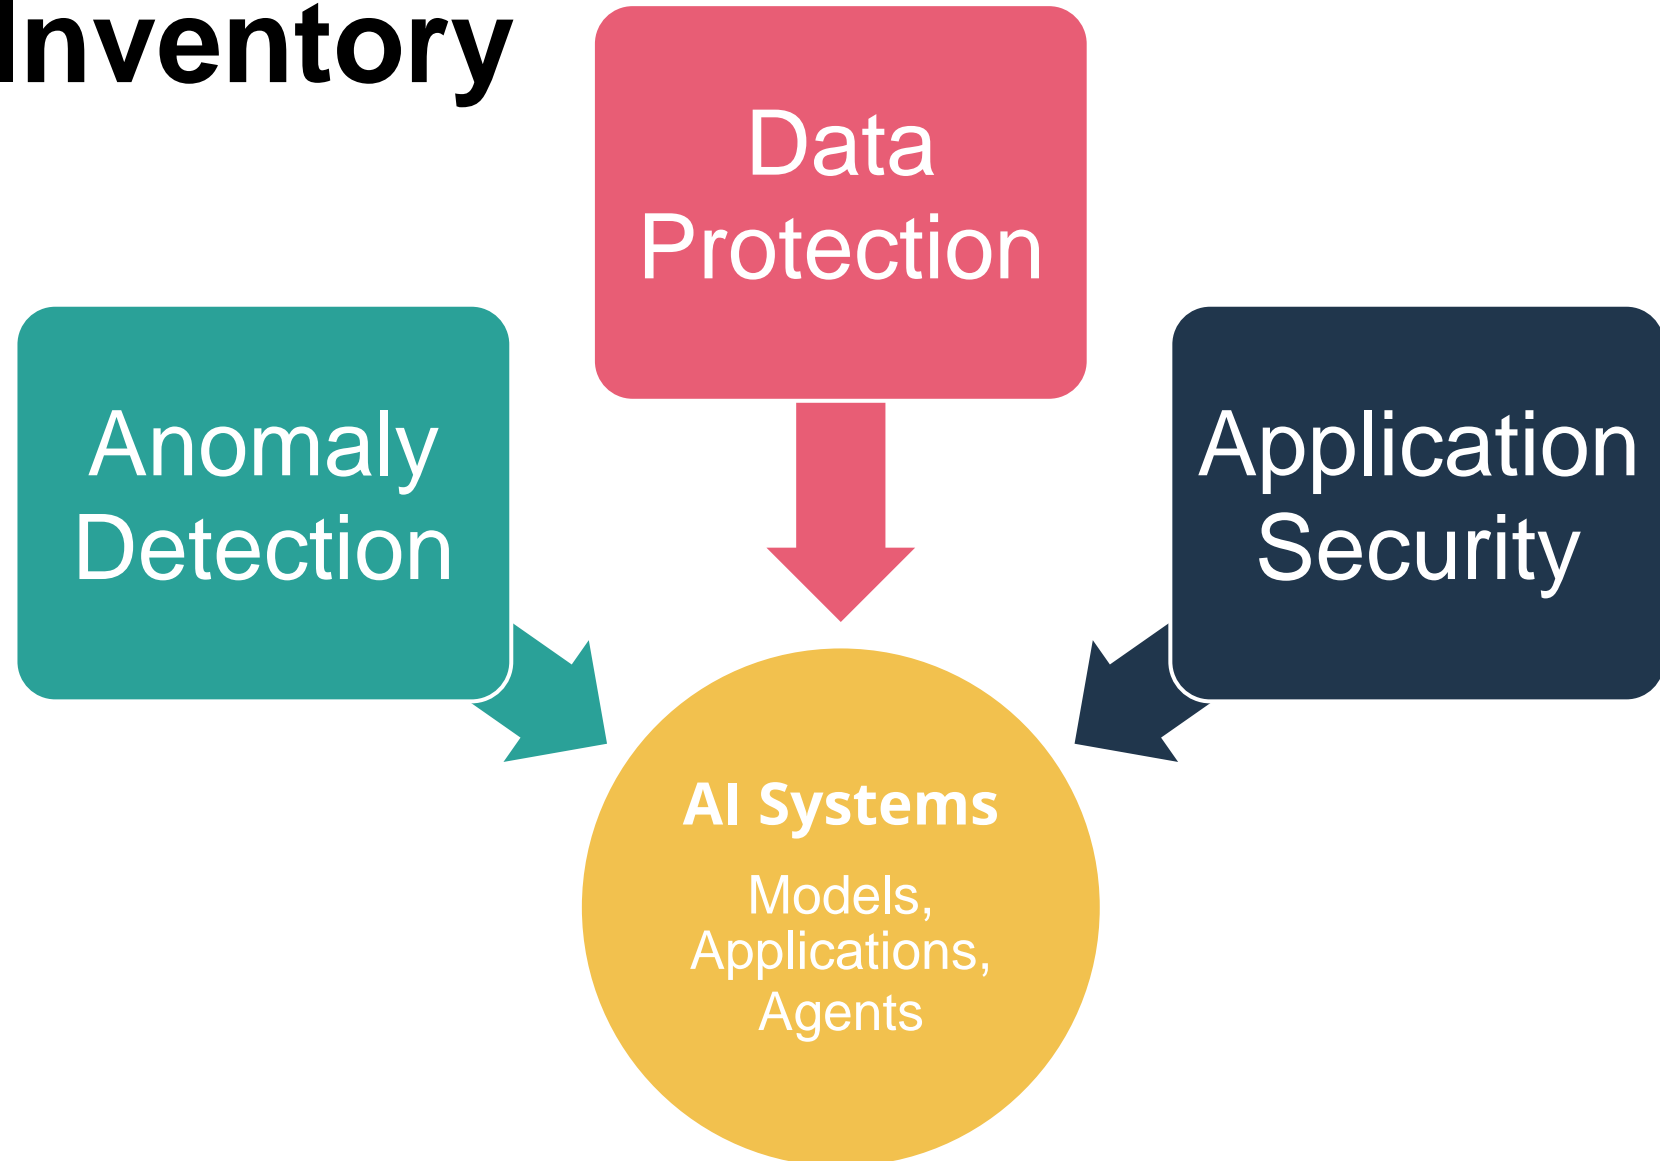 Inventory
Data
Protection
Anomaly
Detection
Application
Security
AI Systems
Models,
Applications,
Agents